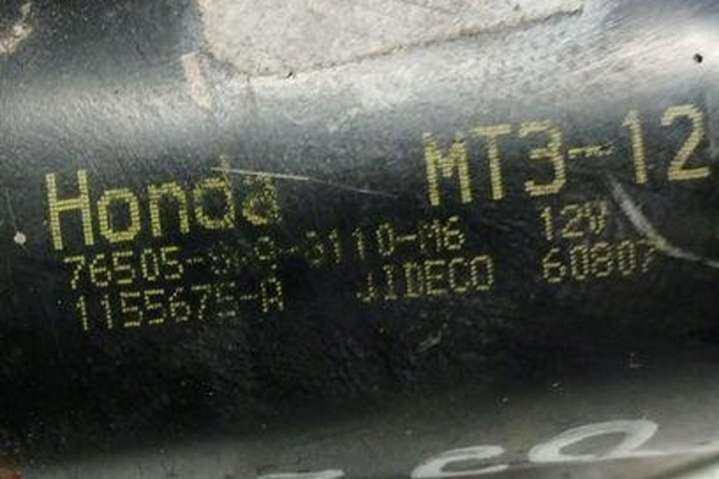 Honda MT3-12
12V
1155675-A JIDECO 60807